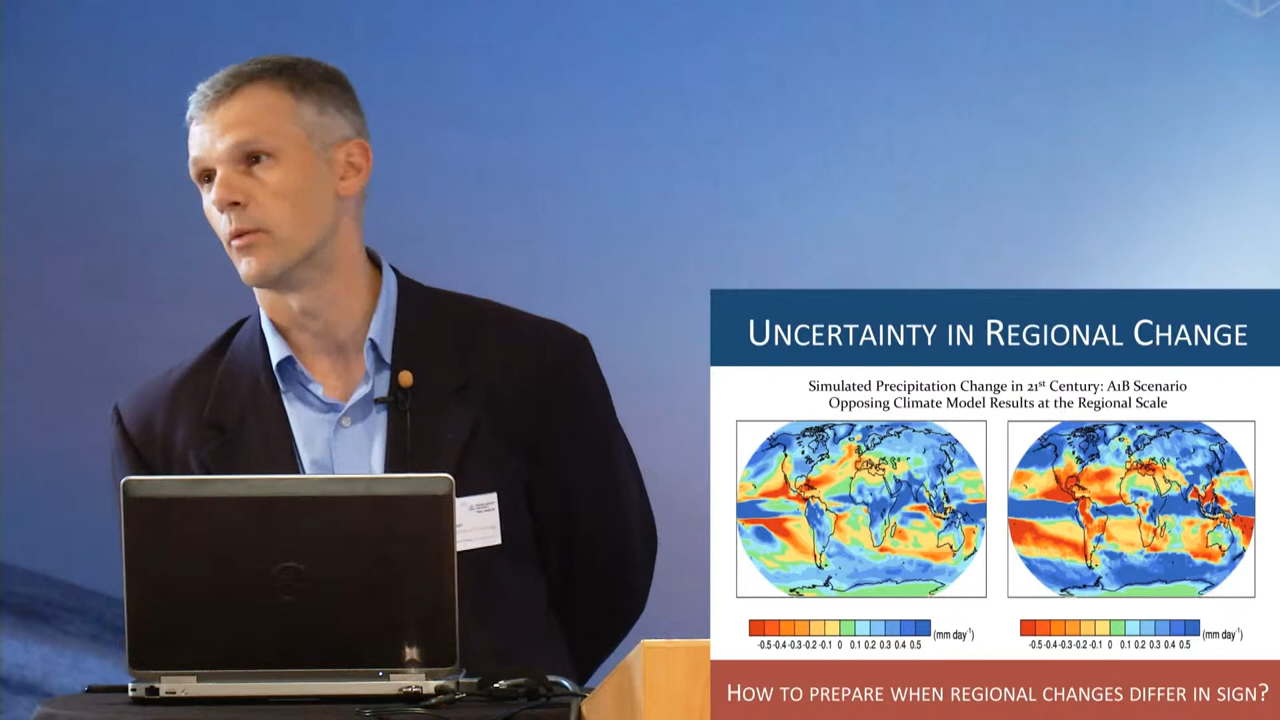 UNCERTAINTY IN REGIONAL CHANGE
Simulated Precipitation Change in 21st Century: A1B Scenario
Opposing Climate Model Results at the Regional Scale
(mm day-1)
-0.5 -0.4 -0.3 -0.2 -0.1 0 0.1 0.2 0.3 0.4 0.5
(mm day-1)
-0.5 -0.4 -0.3 -0.2 -0.1 0 0.1 0.2 0.3 0.4 0.5
HOW TO PREPARE WHEN REGIONAL CHANGES DIFFER IN SIGN?